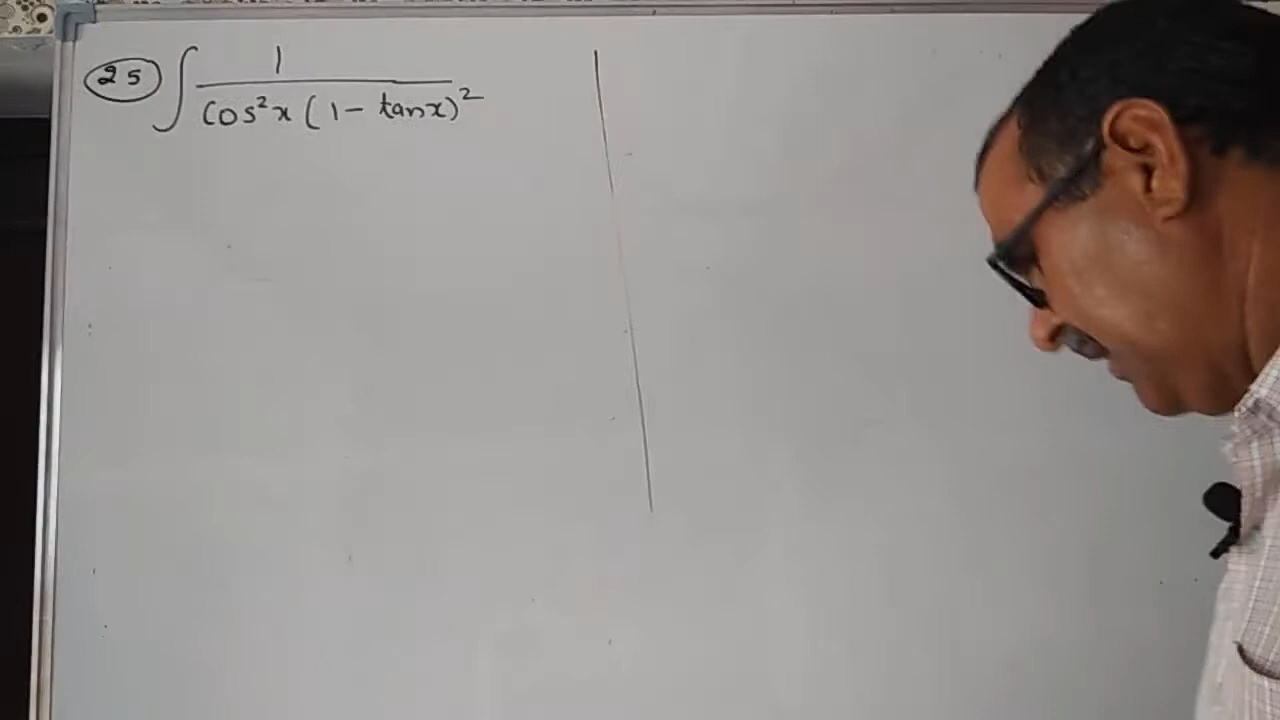 25 ∫ 1 / cos²x (1 - tanx)²